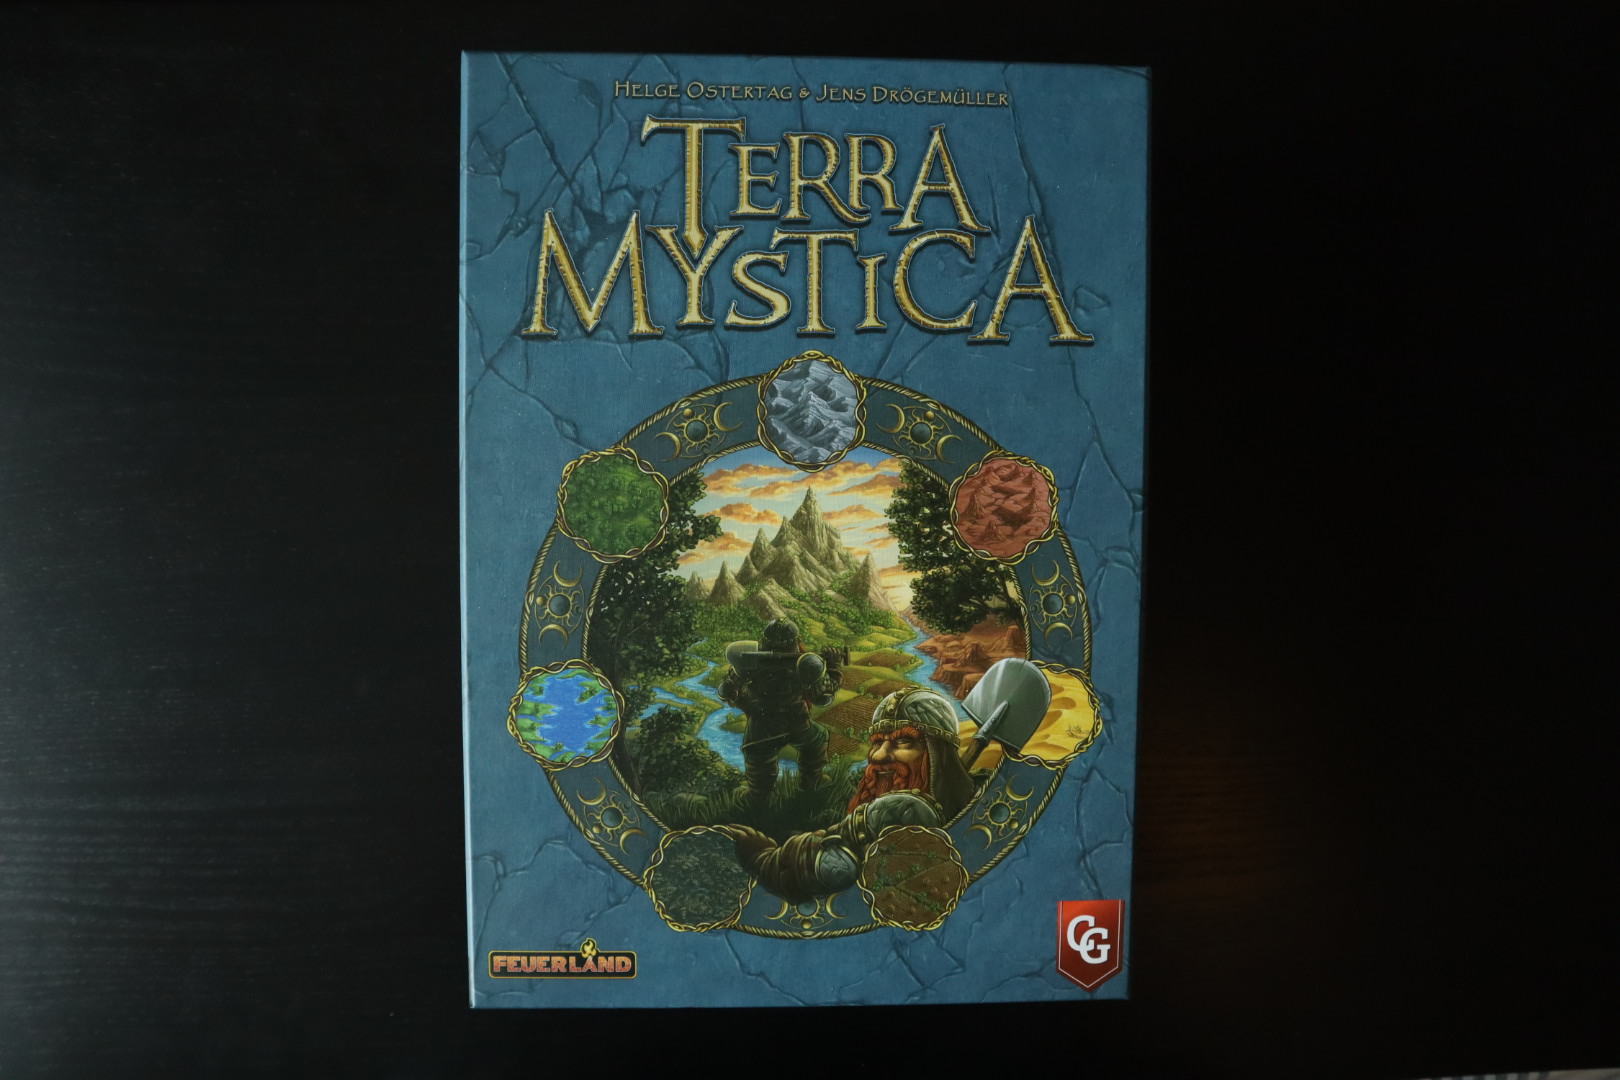 HELGE OSTERTAG & JENS DRÖGEMÜLLER
TERRA
MYSTICA
FEUERLAND
CG